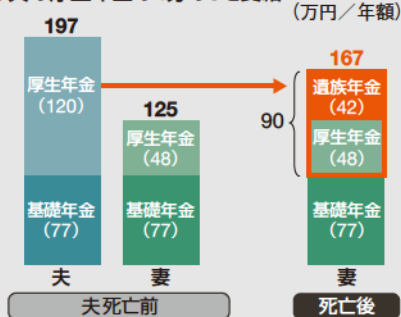 (万円／年額)
197
厚生年金
(120)
基礎年金
(77)
夫
125
厚生年金
(48)
基礎年金
(77)
妻
夫死亡前
167
90
遺族年金
(42)
厚生年金
(48)
基礎年金
(77)
妻
死亡後